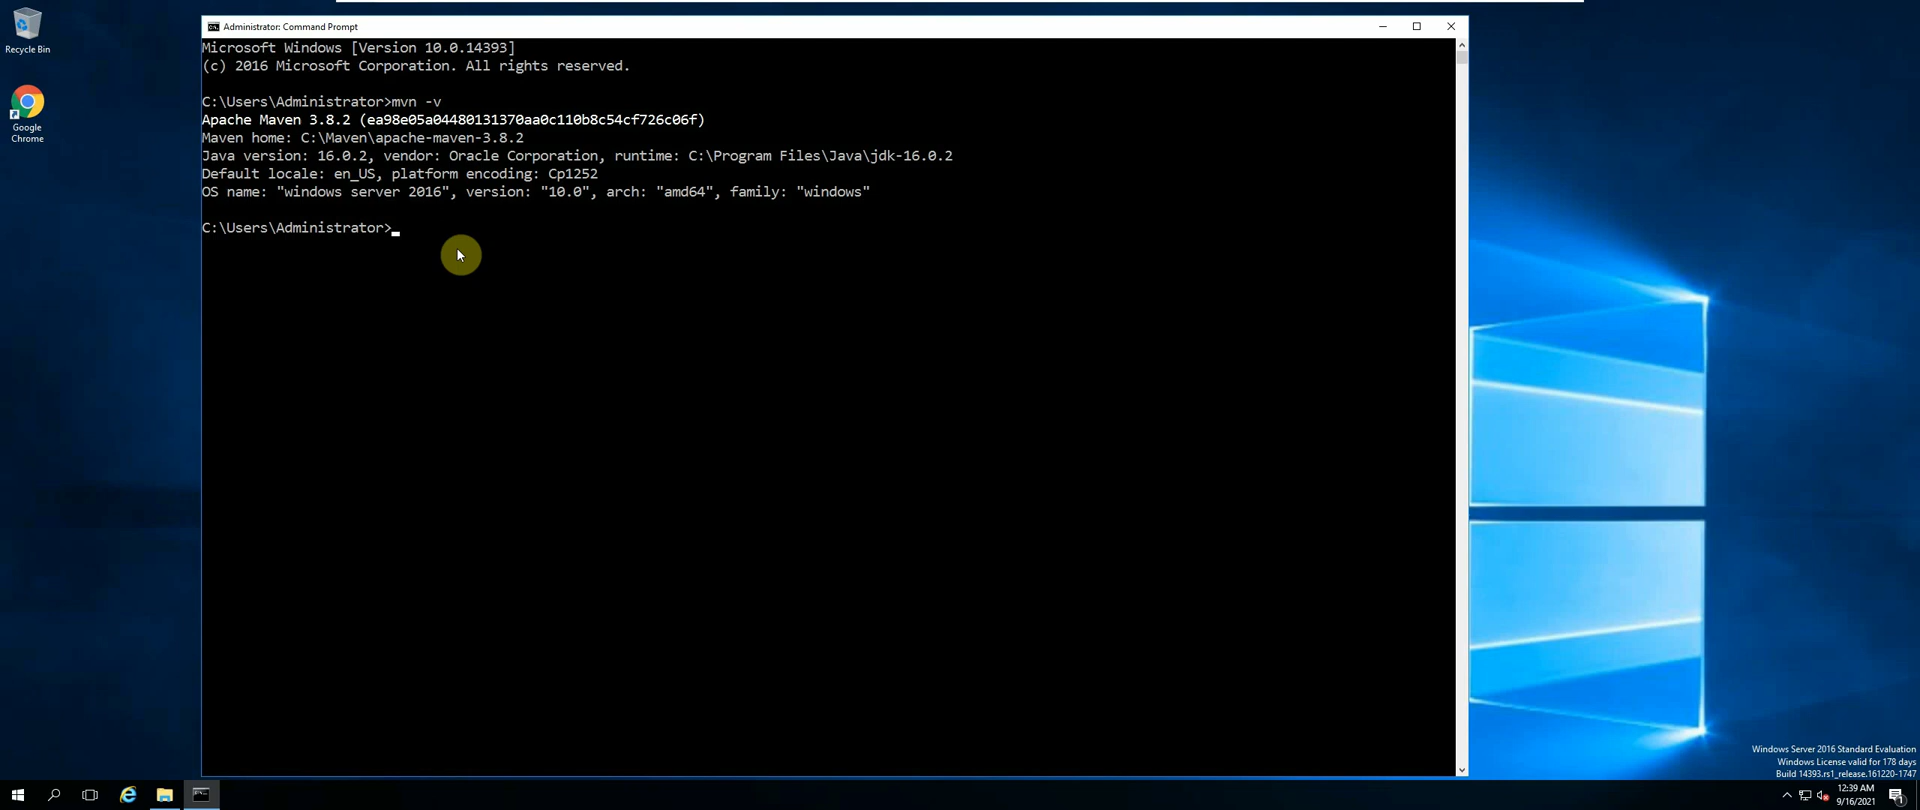 Recycle Bin
Google
Chrome
Administrator: Command Prompt
Microsoft Windows [Version 10.0.14393]
(c) 2016 Microsoft Corporation. All rights reserved.
C:\Users\Administrator>mvn -v
Apache Maven 3.8.2 (ea98e05a04480131370aa0c110b8c54cf726c06f)
Maven home: C:\Maven\apache-maven-3.8.2
Java version: 16.0.2, vendor: Oracle Corporation, runtime: C:\Program Files\Java\jdk-16.0.2
Default locale: en_US, platform encoding: Cp1252
OS name: "windows server 2016", version: "10.0", arch: "amd64", family: "windows"
C:\Users\Administrator>
Windows Server 2016 Standard Evaluation
Windows License valid for 178 days
Build 14393.rs1_release.161220-1747
12:39 AM
9/16/2021
1